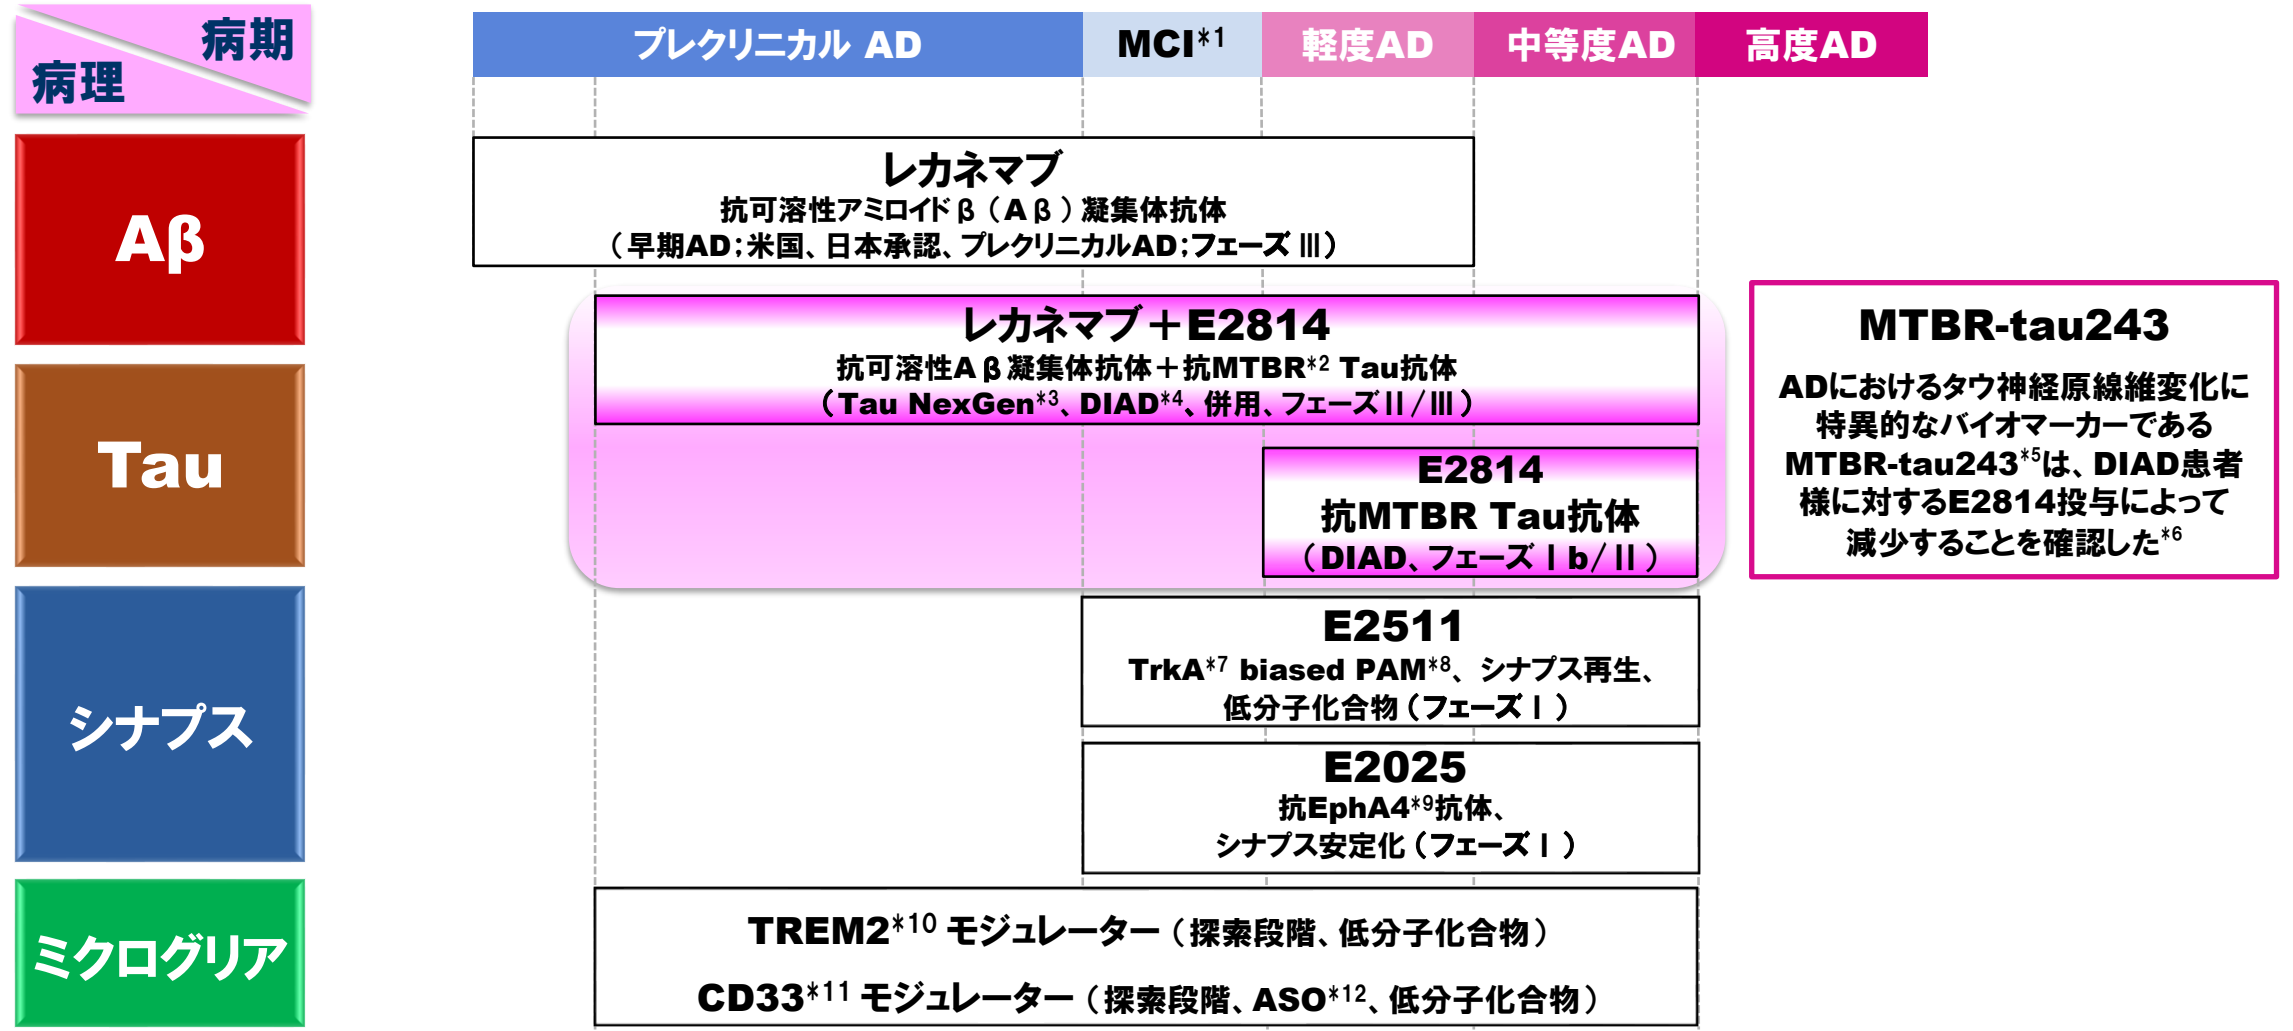 病期
病理
プレクリニカル AD
MCI*1
軽度AD
中等度AD
高度AD
Aβ
レカネマブ
抗可溶性アミロイドβ(Aβ)凝集体抗体
(早期AD;米国、日本承認、プレクリニカルAD;フェーズⅢ)
Tau
レカネマブ+E2814
抗可溶性Aβ凝集体抗体+抗MTBR*2 Tau抗体
(Tau NexGen*3、DIAD*4、併用、フェーズⅡ/Ⅲ)
E2814
抗MTBR Tau抗体
(DIAD、フェーズⅠb/Ⅱ)
MTBR-tau243
ADにおけるタウ神経原線維変化に
特異的なバイオマーカーである
MTBR-tau243*5は、DIAD患者
様に対するE2814投与によって
減少することを確認した*6
シナプス
E2511
TrkA*7 biased PAM*8、シナプス再生、
低分子化合物(フェーズⅠ)
E2025
抗EphA4*9抗体、
シナプス安定化(フェーズⅠ)
ミクログリア
TREM2*10 モジュレーター(探索段階、低分子化合物)
CD33*11 モジュレーター(探索段階、ASO*12、低分子化合物)